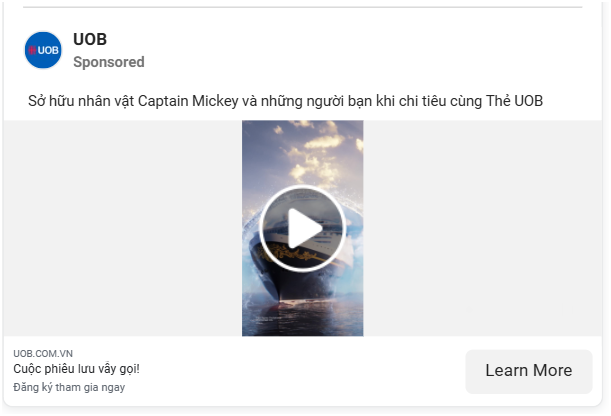 UOB
UOB
Sponsored
Sở hữu nhân vật Captain Mickey và những người bạn khi chi tiêu cùng Thẻ UOB
UOB.COM.VN
Cuộc phiêu lưu vẫy gọi!
Đăng ký tham gia ngay
Learn More